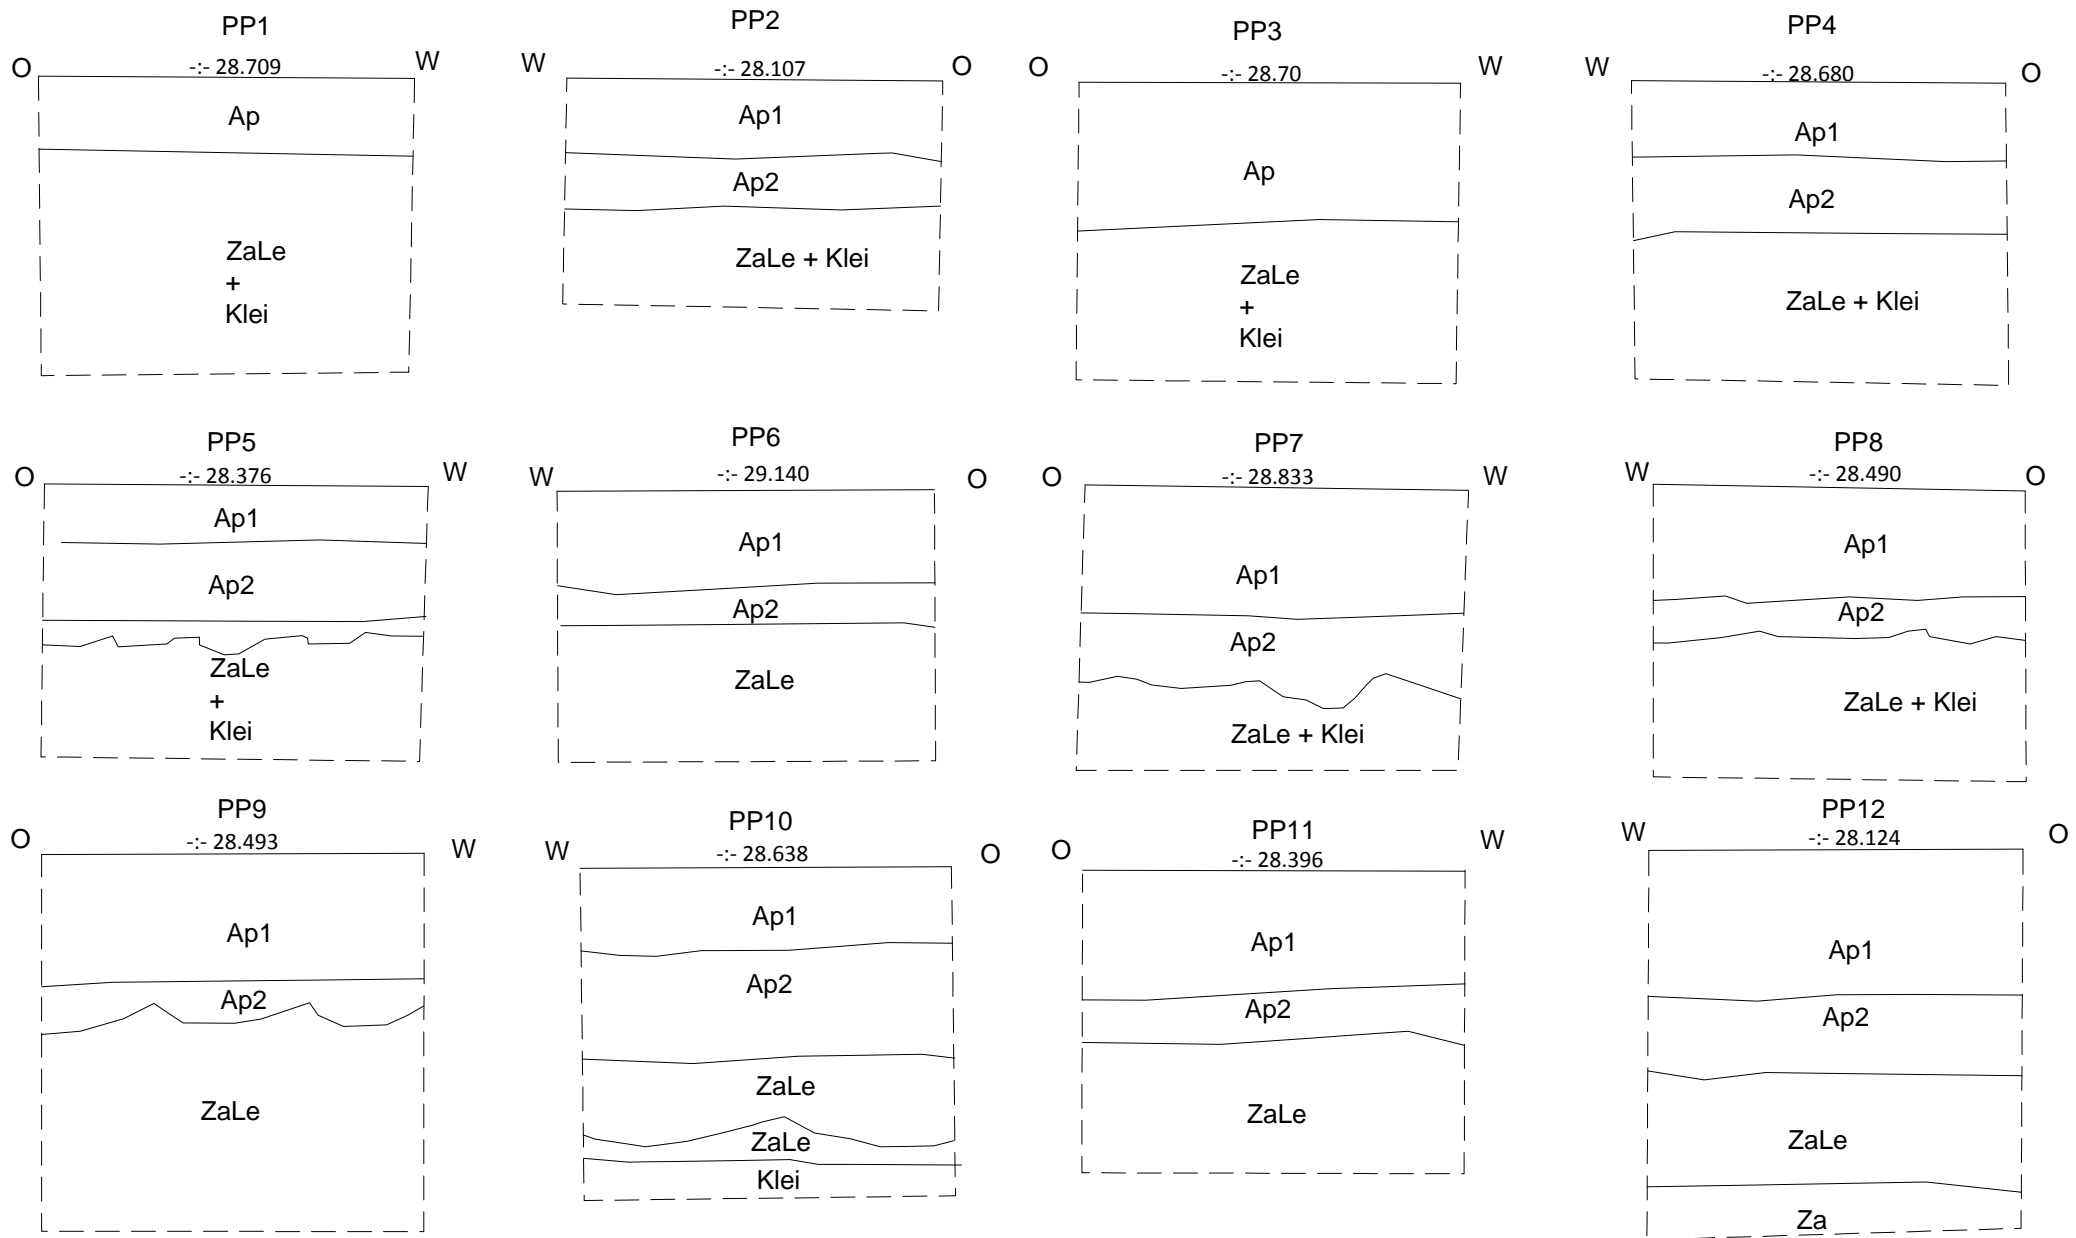 PP1
O -:- 28.709 W
Ap
ZaLe
+
Klei
PP2
W -:- 28.107 O
Ap1
Ap2
ZaLe + Klei
PP3
O -:- 28.70 W
Ap
ZaLe
+
Klei
PP4
W -:- 28.680 O
Ap1
Ap2
ZaLe + Klei
PP5
O -:- 28.376 W
Ap1
Ap2
ZaLe
+
Klei
PP6
W -:- 29.140 O
Ap1
Ap2
ZaLe
PP7
O -:- 28.833 W
Ap1
Ap2
ZaLe + Klei
PP8
W -:- 28.490 O
Ap1
Ap2
ZaLe + Klei
PP9
O -:- 28.493 W
Ap1
Ap2
ZaLe
PP10
W -:- 28.638 O
Ap1
Ap2
ZaLe
ZaLe
Klei
PP11
O -:- 28.396 W
Ap1
Ap2
ZaLe
PP12
W -:- 28.124 O
Ap1
Ap2
ZaLe
Za